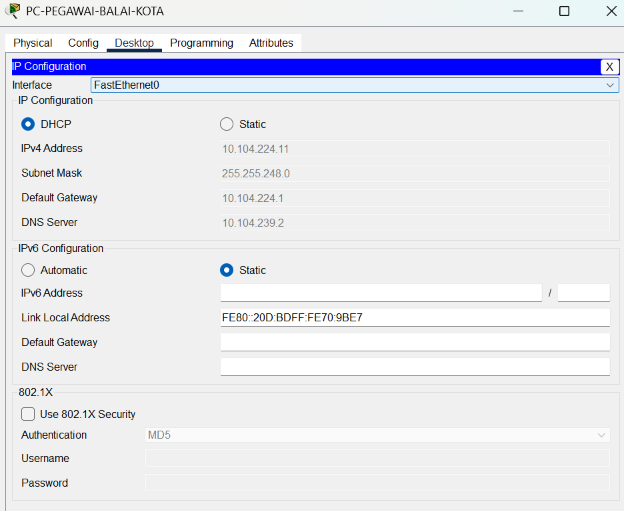 PC-PEGAWAI-BALAI-KOTA
Physical Config Desktop Programming Attributes
IP Configuration X
Interface FastEthernet0
IP Configuration
DHCP Static
IPv4 Address 10.104.224.11
Subnet Mask 255.255.248.0
Default Gateway 10.104.224.1
DNS Server 10.104.239.2
IPv6 Configuration
Automatic Static
IPv6 Address /
Link Local Address FE80::20D:BDFF:FE70:9BE7
Default Gateway
DNS Server
802.1X
Use 802.1X Security
Authentication MD5
Username
Password